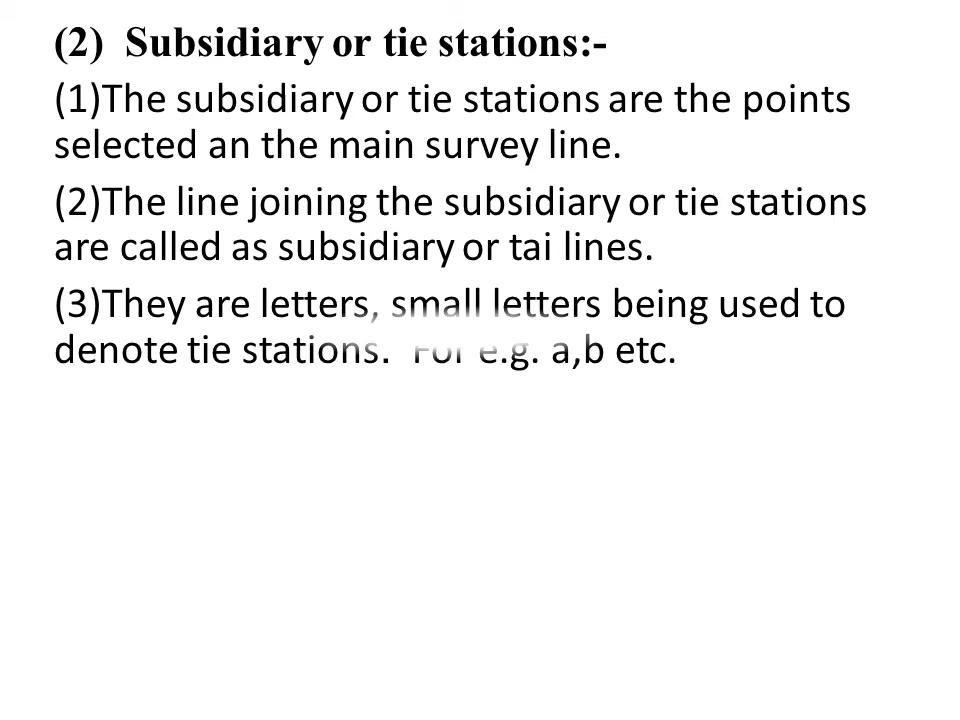 (2) Subsidiary or tie stations:-
(1)The subsidiary or tie stations are the points
selected an the main survey line.
(2)The line joining the subsidiary or tie stations
are called as subsidiary or tai lines.
(3)They are letters, small letters being used to
denote tie stations. For e.g. a,b etc.